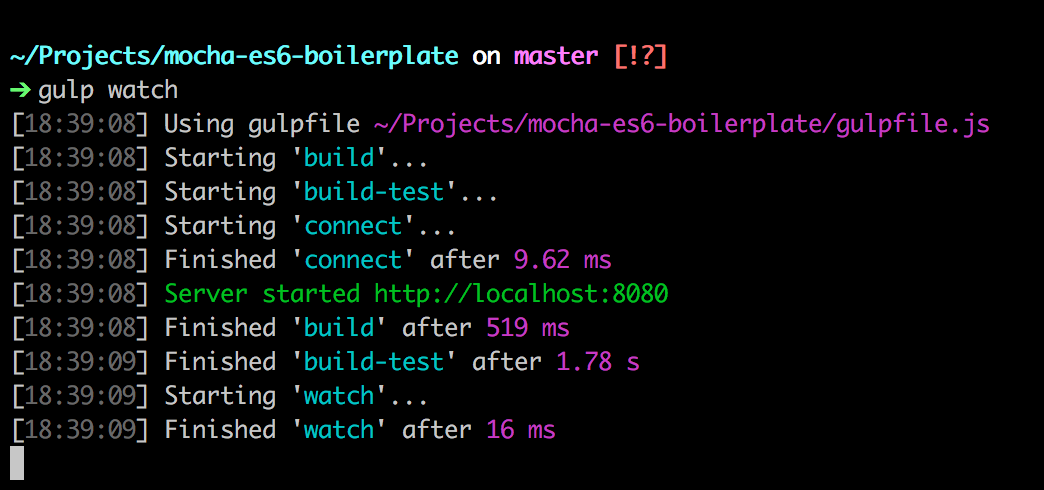 ~/Projects/mocha-es6-boilerplate on master [!?]
➔ gulp watch
[18:39:08] Using gulpfile ~/Projects/mocha-es6-boilerplate/gulpfile.js
[18:39:08] Starting 'build'...
[18:39:08] Starting 'build-test'...
[18:39:08] Starting 'connect'...
[18:39:08] Finished 'connect' after 9.62 ms
[18:39:08] Server started http://localhost:8080
[18:39:08] Finished 'build' after 519 ms
[18:39:09] Finished 'build-test' after 1.78 s
[18:39:09] Starting 'watch'...
[18:39:09] Finished 'watch' after 16 ms